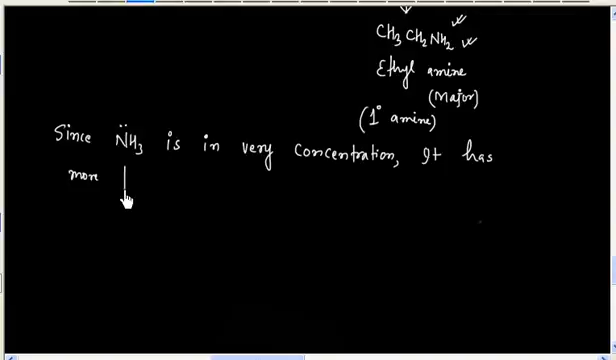 CH3 CH2 NH2
Ethyl amine
(Major)
(1° amine)
Since N̈H3 is in very concentration, It has
more